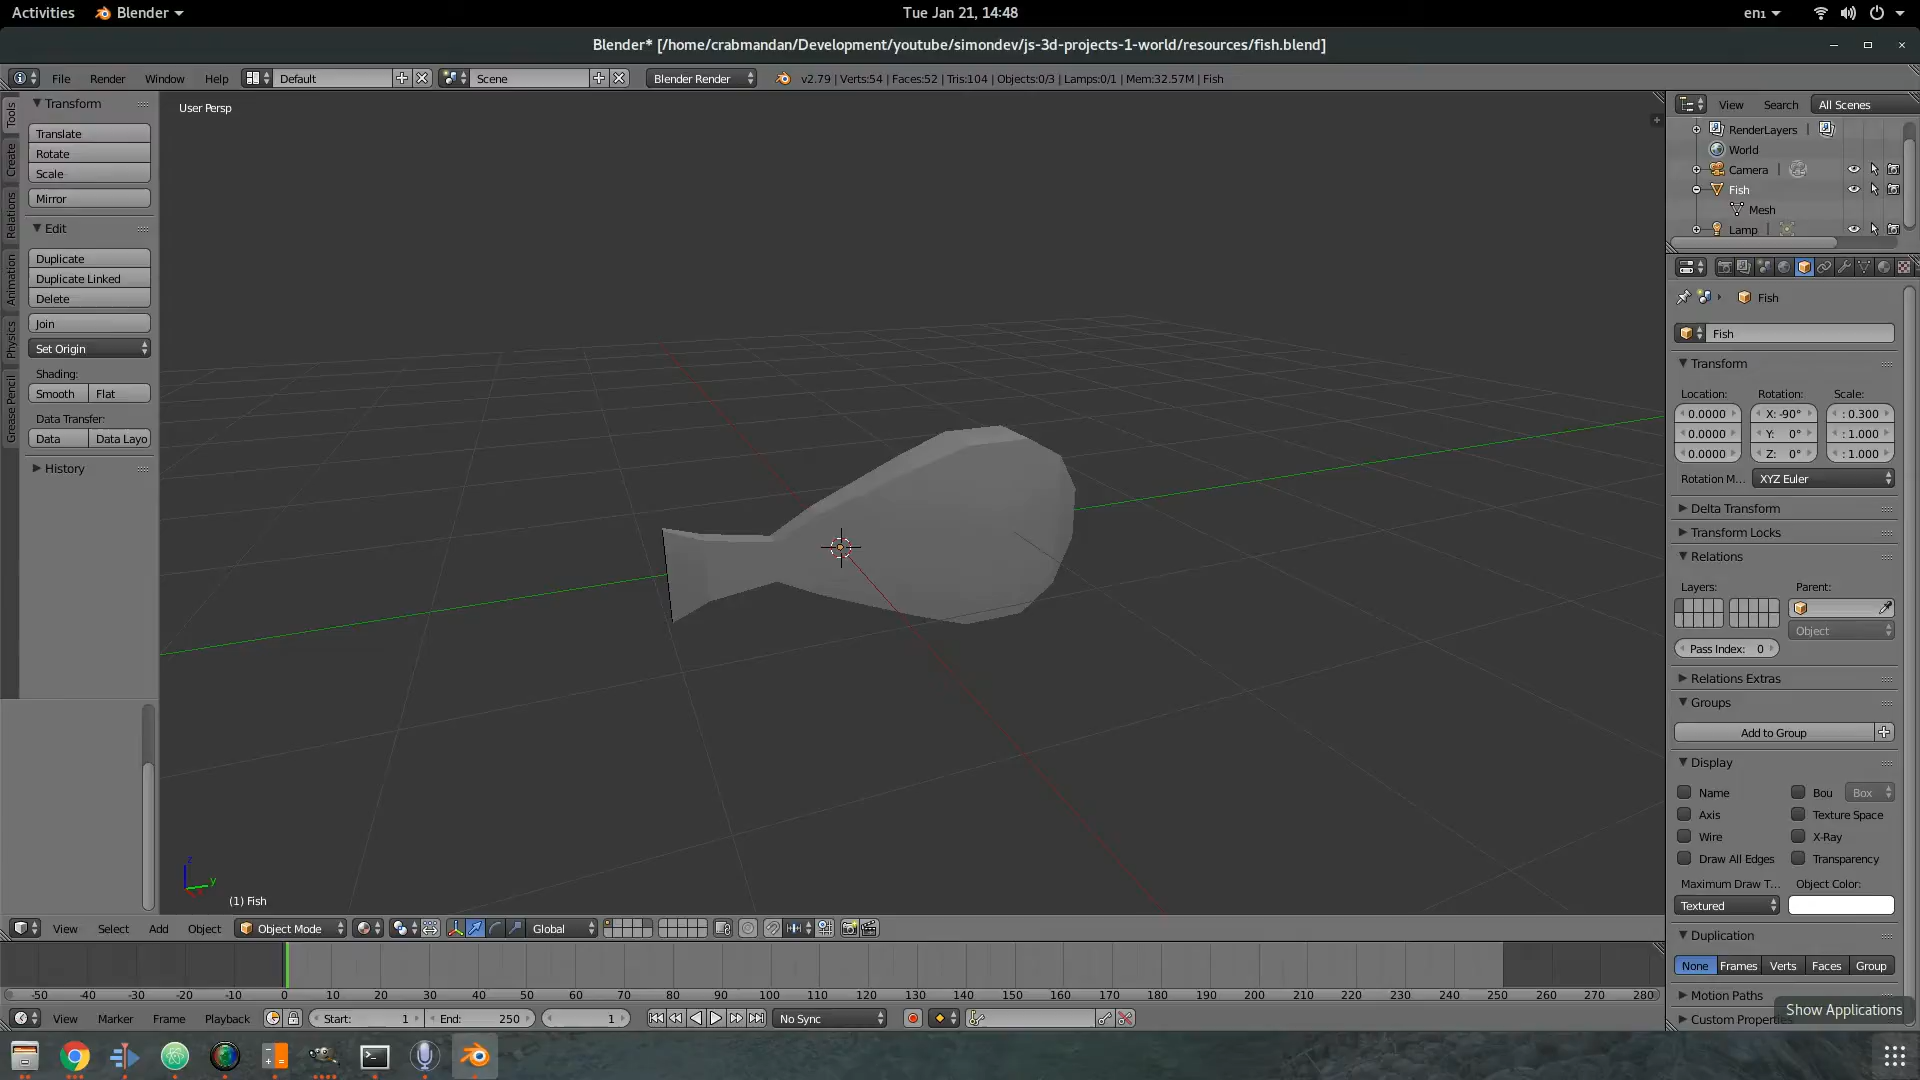 Activities Blender Tue Jan 21, 14:48 en₁
Blender* [/home/crabmandan/Development/youtube/simondev/js-3d-projects-1-world/resources/fish.blend]
File Render Window Help Default Scene Blender Render v2.79 | Verts:54 | Faces:52 | Tris:104 | Objects:0/3 | Lamps:0/1 | Mem:32.57M | Fish
Tools
Create
Relations
Animation
Physics
Grease Pencil
Transform
Translate
Rotate
Scale
Mirror
Edit
Duplicate
Duplicate Linked
Delete
Join
Set Origin
Shading:
Smooth Flat
Data Transfer:
Data Data Layo
History
User Persp
z
y
(1) Fish
View Search All Scenes
RenderLayers |
World
Camera |
Fish
Mesh
Lamp |
Fish
Fish
Transform
Location: Rotation: Scale:
0.0000 X: -90° : 0.300
0.0000 Y: 0° : 1.000
0.0000 Z: 0° : 1.000
Rotation M... XYZ Euler
Delta Transform
Transform Locks
Relations
Layers: Parent:
Object
Pass Index: 0
Relations Extras
Groups
Add to Group
Display
Name Bou Box
Axis Texture Space
Wire X-Ray
Draw All Edges Transparency
Maximum Draw T... Object Color:
Textured
Duplication
None Frames Verts Faces Group
Motion Paths
Custom Properties
Show Applications
View Select Add Object Object Mode Global
-50 -40 -30 -20 -10 0 10 20 30 40 50 60 70 80 90 100 110 120 130 140 150 160 170 180 190 200 210 220 230 240 250 260 270 280
View Marker Frame Playback Start: 1 End: 250 1 No Sync